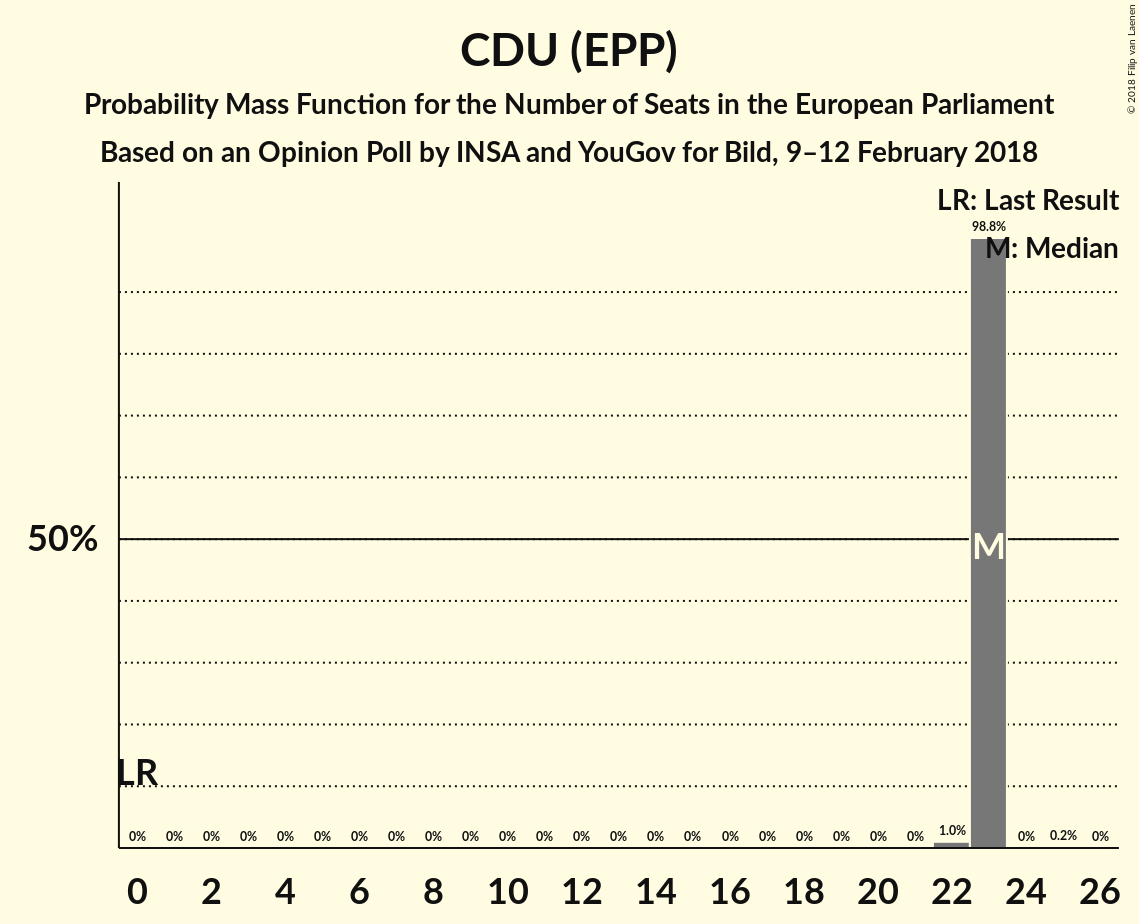 CDU (EPP)
Probability Mass Function for the Number of Seats in the European Parliament
Based on an Opinion Poll by INSA and YouGov for Bild, 9–12 February 2018
© 2018 Filip van Laenen
LR: Last Result
98.8%
M: Median
50%
M
LR
0% 0% 0% 0% 0% 0% 0% 0% 0% 0% 0% 0% 0% 0% 0% 0% 0% 0% 0% 0% 0% 0% 1.0% 0% 0.2% 0%
0 2 4 6 8 10 12 14 16 18 20 22 24 26